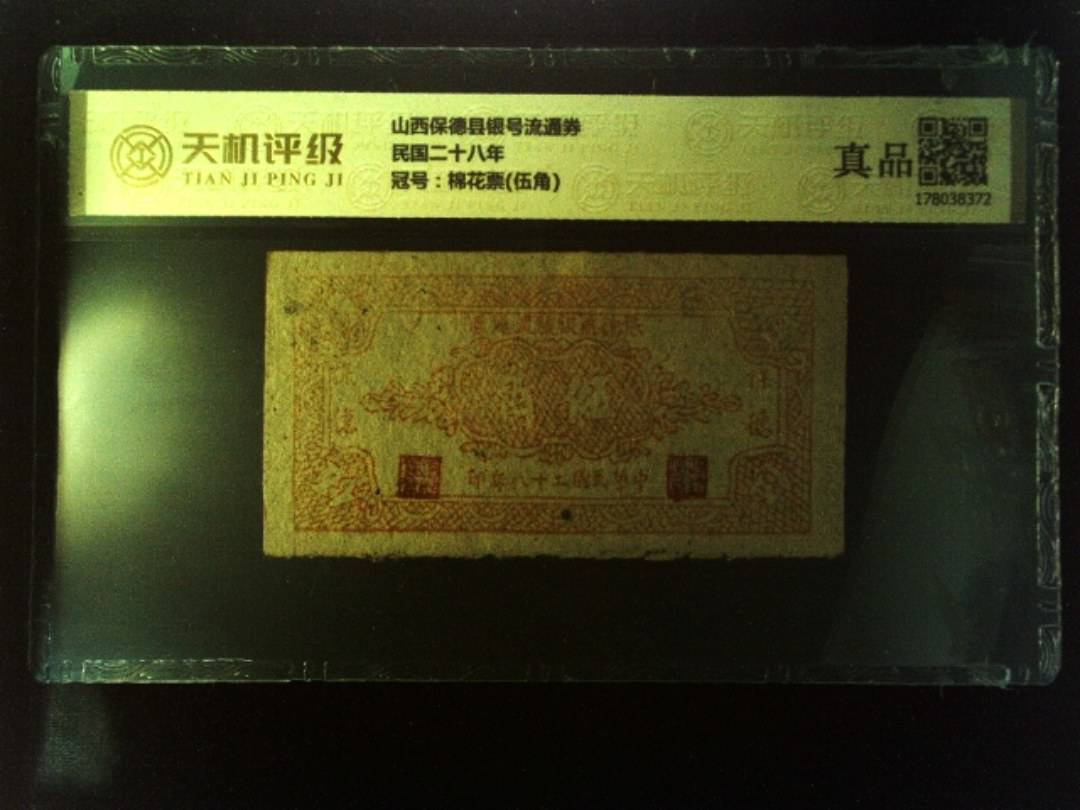 天机评级
TIAN JI PING JI
山西保德县银号流通券
民国二十八年
冠号：棉花票(伍角)
真品
178038372
伍 角
中华民国二十八年印